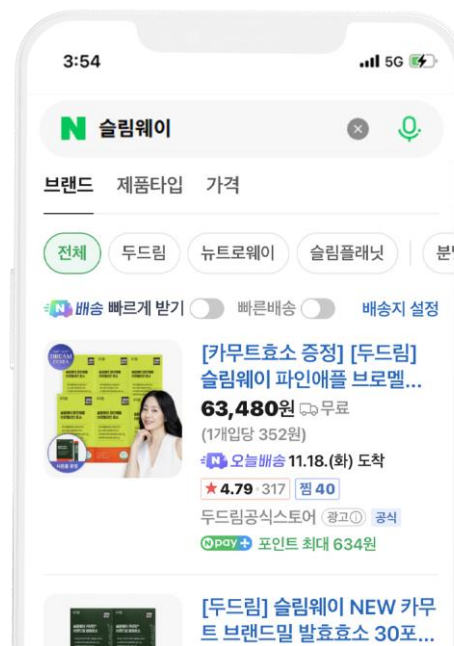 3:54
5G
N 슬림웨이
브랜드 제품타입 가격
전체 두드림 뉴트로웨이 슬림플래닛
N 배송 빠르게 받기 빠른배송 배송지 설정
DREAM
KOREA
[카무트효소 증정] [두드림]
슬림웨이 파인애플 브로멜...
63,480원 무료
(1개입당 352원)
N 오늘배송 11.18.(화) 도착
★4.79·317 찜 40
두드림공식스토어 광고 공식
N pay+ 포인트 최대 634원
[두드림] 슬림웨이 NEW 카무
트 브랜드밀 발효효소 30포...